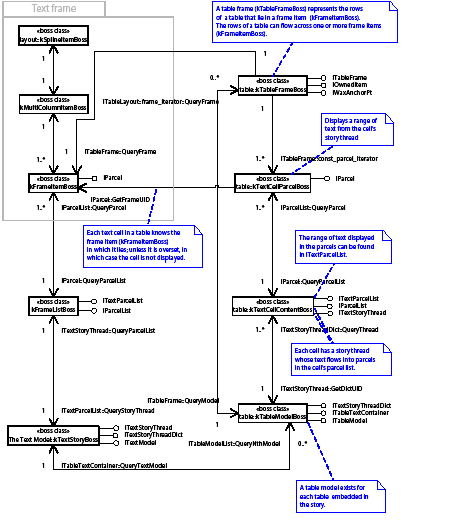 Text frame
A table frame (kTableFrameBoss) represents the rows
of a table that lie in a frame item (kFrameItemBoss).
The rows of a table can flow across one or more frame items
(kFrameItemBoss).
«boss class»
layout::kSplineItemBoss
1
1
0..*
«boss class»
table::kTableFrameBoss
ITableFrame
IOwnedItem
IWaxAnchorPt
«boss class»
kMultiColumnItemBoss
ITableLayout::frame_iterator::QueryFrame
1
1
Displays a range of
text from the cell's
story thread
1
ITableFrame::QueryFrame
1..*
1..*
ITableFrame::const_parcel_iterator
«boss class»
kFrameItemBoss
IParcel
«boss class»
table::kTextCellParcelBoss
IParcel
IParcel::GetFrameUID
1..*
IParcelList::QueryParcel
1..*
IParcelList::QueryParcel
Each text cell in a table knows the
frame item (kFrameItemBoss)
in which it lies; unless it is overset, in
which case the cell is not displayed.
The range of text displayed
in the parcels can be found
in ITextParcelList.
1
IParcel::QueryParcelList
1
IParcel::QueryParcelList
«boss class»
kFrameListBoss
ITextParcelList
IParcelList
«boss class»
table::kTextCellContentBoss
ITextParcelList
IParcelList
ITextStoryThread
1
ITextStoryThread::QueryParcelList
1..*
ITextStoryThreadDict::QueryThread
Each cell has a story thread
whose text flows into parcels
in the cell's parcel list.
1
ITextStoryThread::GetDictUID
ITableFrame::QueryModel
1
ITextParcelList::QueryStoryThread
«boss class»
table::kTableModelBoss
ITextStoryThreadDict
ITableTextContainer
ITableModel
1
«boss class»
The Text Model::kTextStoryBoss
ITextStoryThread
ITextStoryThreadDict
ITextModel
ITableModelList::QueryNthModel
0..*
1
ITableTextContainer::QueryTextModel
A table model exists for
each table embedded in
the story.